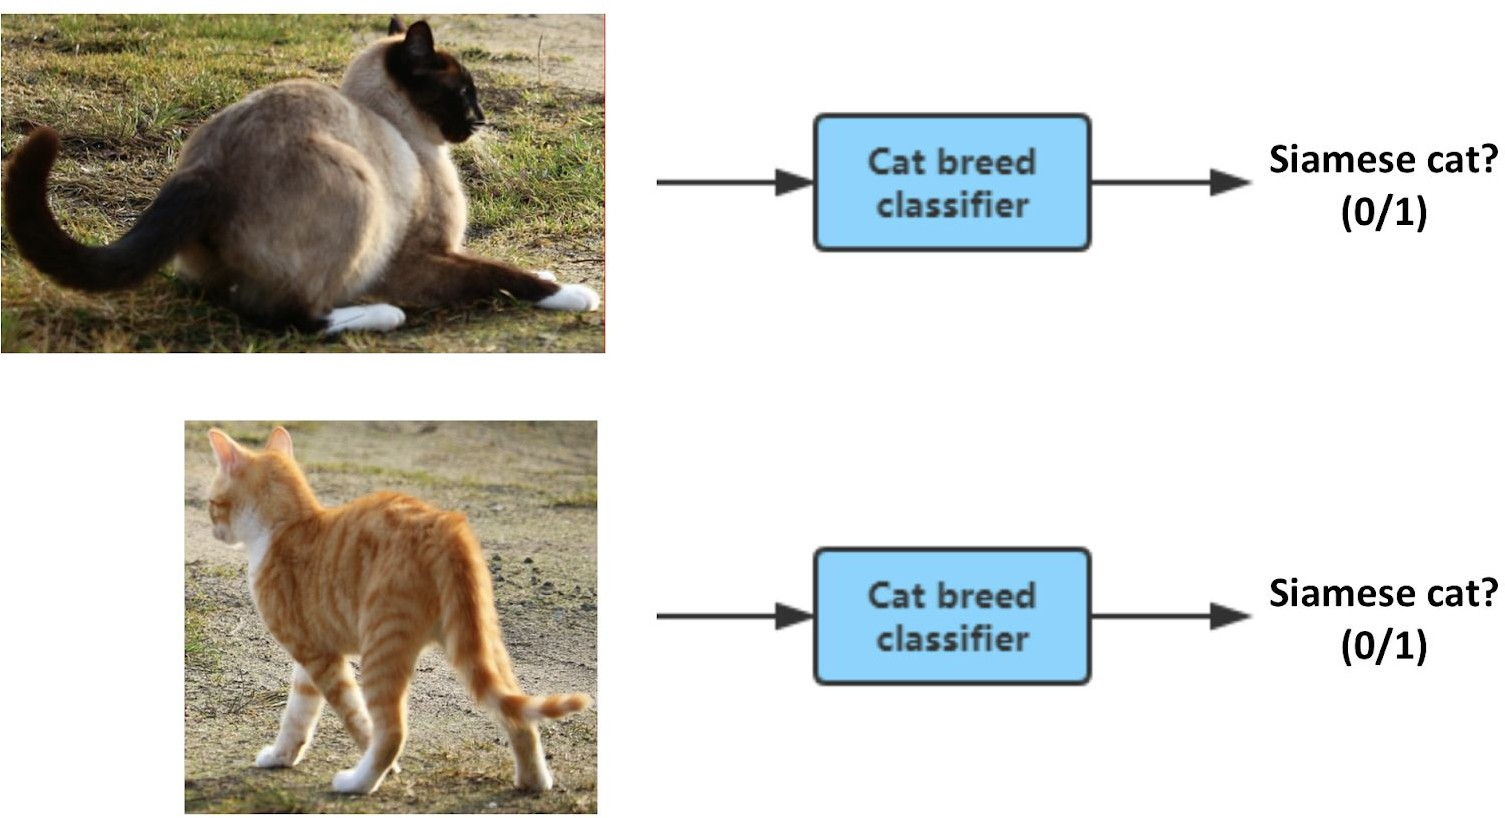 Cat breed
classifier
Siamese cat?
(0/1)
Cat breed
classifier
Siamese cat?
(0/1)